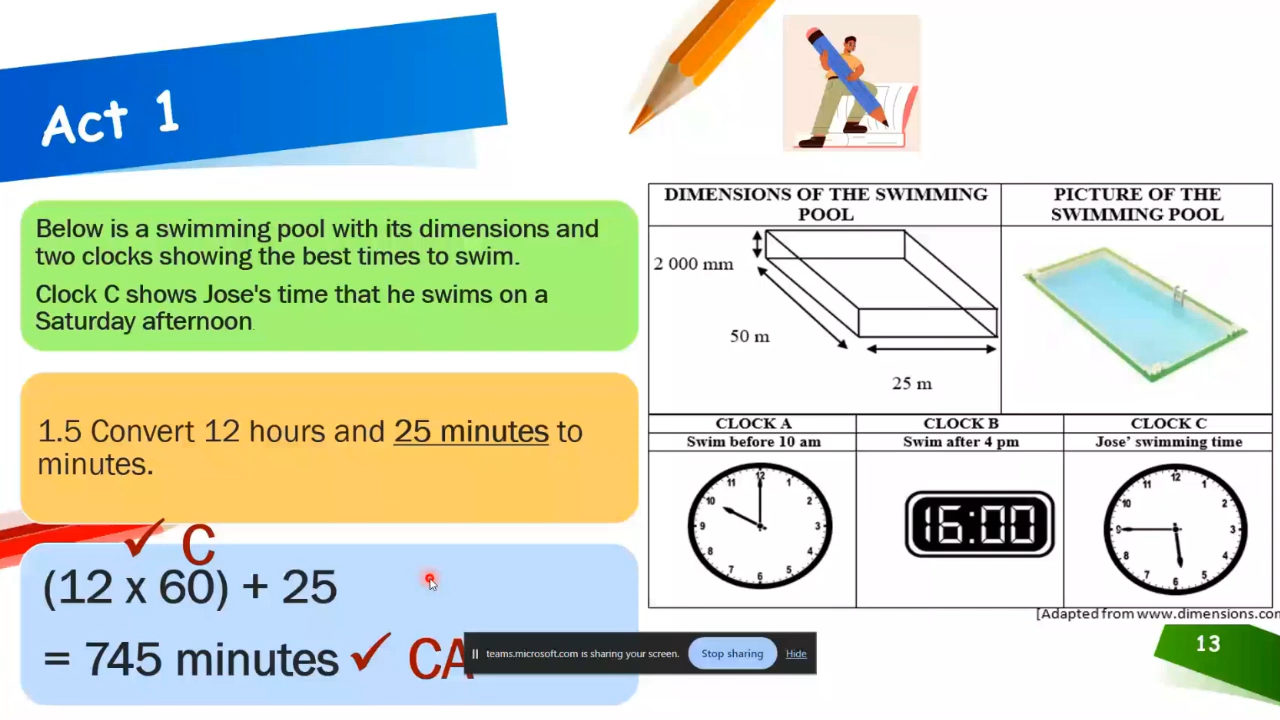 Act 1
Below is a swimming pool with its dimensions and
two clocks showing the best times to swim.
Clock C shows Jose's time that he swims on a
Saturday afternoon.
1.5 Convert 12 hours and 25 minutes to
minutes.
✓ C
(12 x 60) + 25
= 745 minutes ✓ CA
DIMENSIONS OF THE SWIMMING
POOL
PICTURE OF THE
SWIMMING POOL
2 000 mm
50 m
25 m
CLOCK A
Swim before 10 am
CLOCK B
Swim after 4 pm
CLOCK C
Jose’ swimming time
12
1
2
3
4
5
6
7
8
9
10
11
16:00
12
1
2
3
4
5
6
7
8
9
10
11
[Adapted from www.dimensions.com
teams.microsoft.com is sharing your screen.
Stop sharing
Hide
13